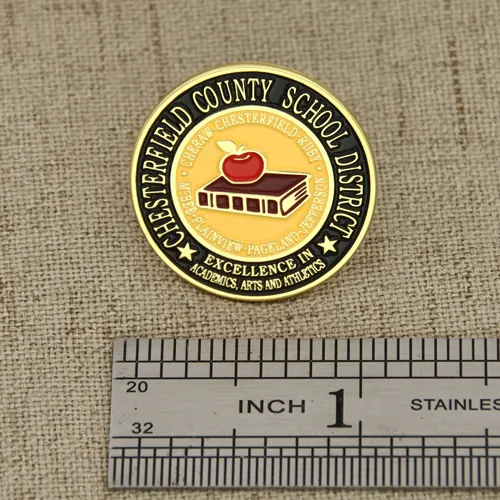 CHESTERFIELD COUNTY SCHOOL DISTRICT
· CHERAW·CHESTERFIELD·RUBY ·
McBEE·PLAINVIEW·PAGELAND·JEFFERSON
EXCELLENCE IN
ACADEMICS, ARTS AND ATHLETICS
20
INCH 1 STAINLES
32